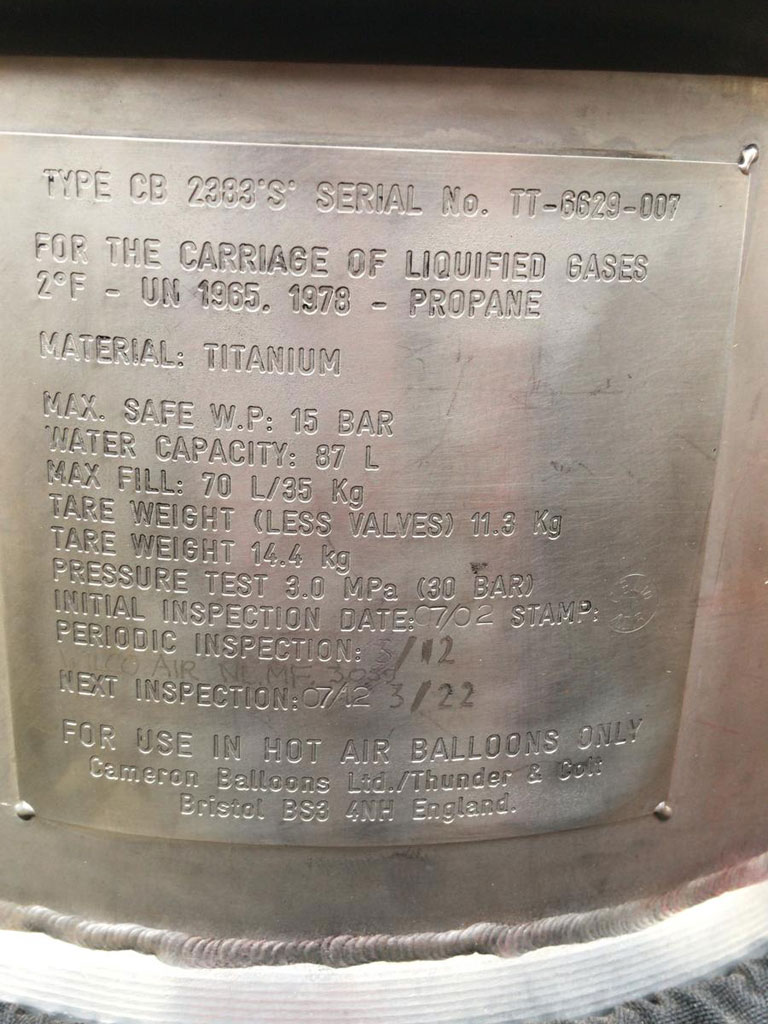 TYPE CB 2383'S' SERIAL No. TT-6629-007
FOR THE CARRIAGE OF LIQUIFIED GASES
2°F - UN 1965. 1978 - PROPANE
MATERIAL: TITANIUM
MAX. SAFE W.P: 15 BAR
WATER CAPACITY: 87 L
MAX FILL: 70 L/35 Kg
TARE WEIGHT (LESS VALVES) 11.3 Kg
TARE WEIGHT 14.4 kg
PRESSURE TEST 3.0 MPa (30 BAR)
INITIAL INSPECTION DATE: 07/02 STAMP:
PERIODIC INSPECTION: 3/12
AIR NL.MF.
NEXT INSPECTION: 07/12 3/22
FOR USE IN HOT AIR BALLOONS ONLY
Cameron Balloons Ltd./Thunder & Colt
Bristol BS3 4NH England.